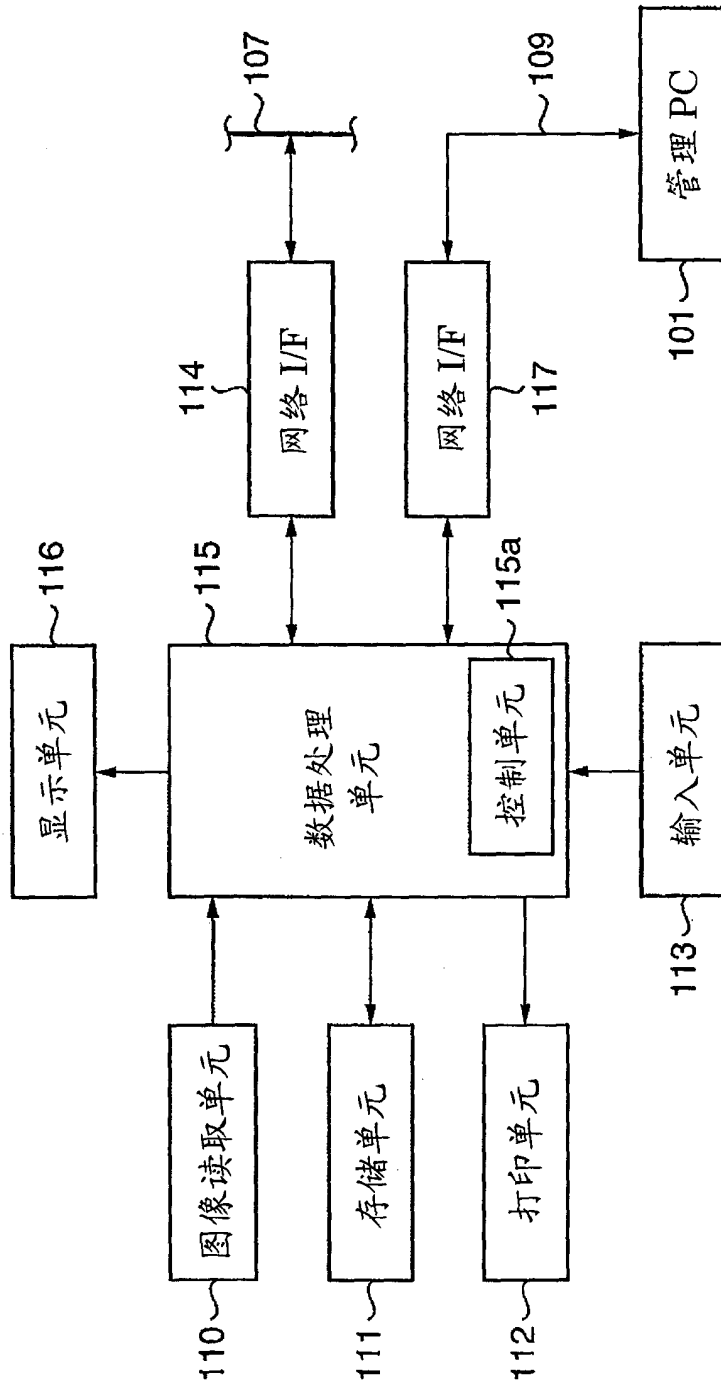 116
显示单元
115
数据处理
单元
115a
控制单元
110
图像读取单元
111
存储单元
112
打印单元
113
输入单元
114
网络 I/F
107
117
网络 I/F
109
101
管理 PC